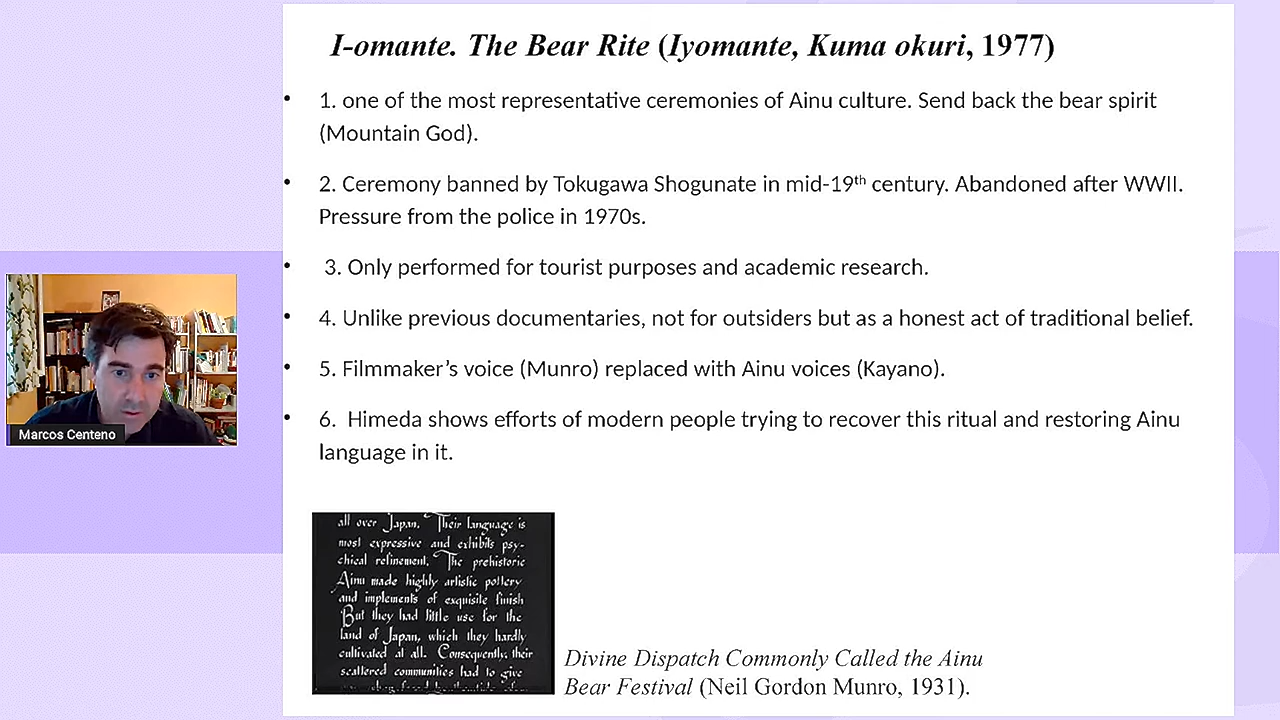 I-omante. The Bear Rite (Iyomante, Kuma okuri, 1977)
• 1. one of the most representative ceremonies of Ainu culture. Send back the bear spirit
(Mountain God).
• 2. Ceremony banned by Tokugawa Shogunate in mid-19th century. Abandoned after WWII.
Pressure from the police in 1970s.
• 3. Only performed for tourist purposes and academic research.
• 4. Unlike previous documentaries, not for outsiders but as a honest act of traditional belief.
• 5. Filmmaker’s voice (Munro) replaced with Ainu voices (Kayano).
• 6. Himeda shows efforts of modern people trying to recover this ritual and restoring Ainu
language in it.
Marcos Centeno
all over Japan. Their language is
most expressive and exhibits psy-
chical refinement. The prehistoric
Ainu made highly artistic pottery
and implements of exquisite finish
But they had little use for the
land of Japan, which they hardly
cultivated at all. Consequently, their
scattered communities had to give
Divine Dispatch Commonly Called the Ainu
Bear Festival (Neil Gordon Munro, 1931).